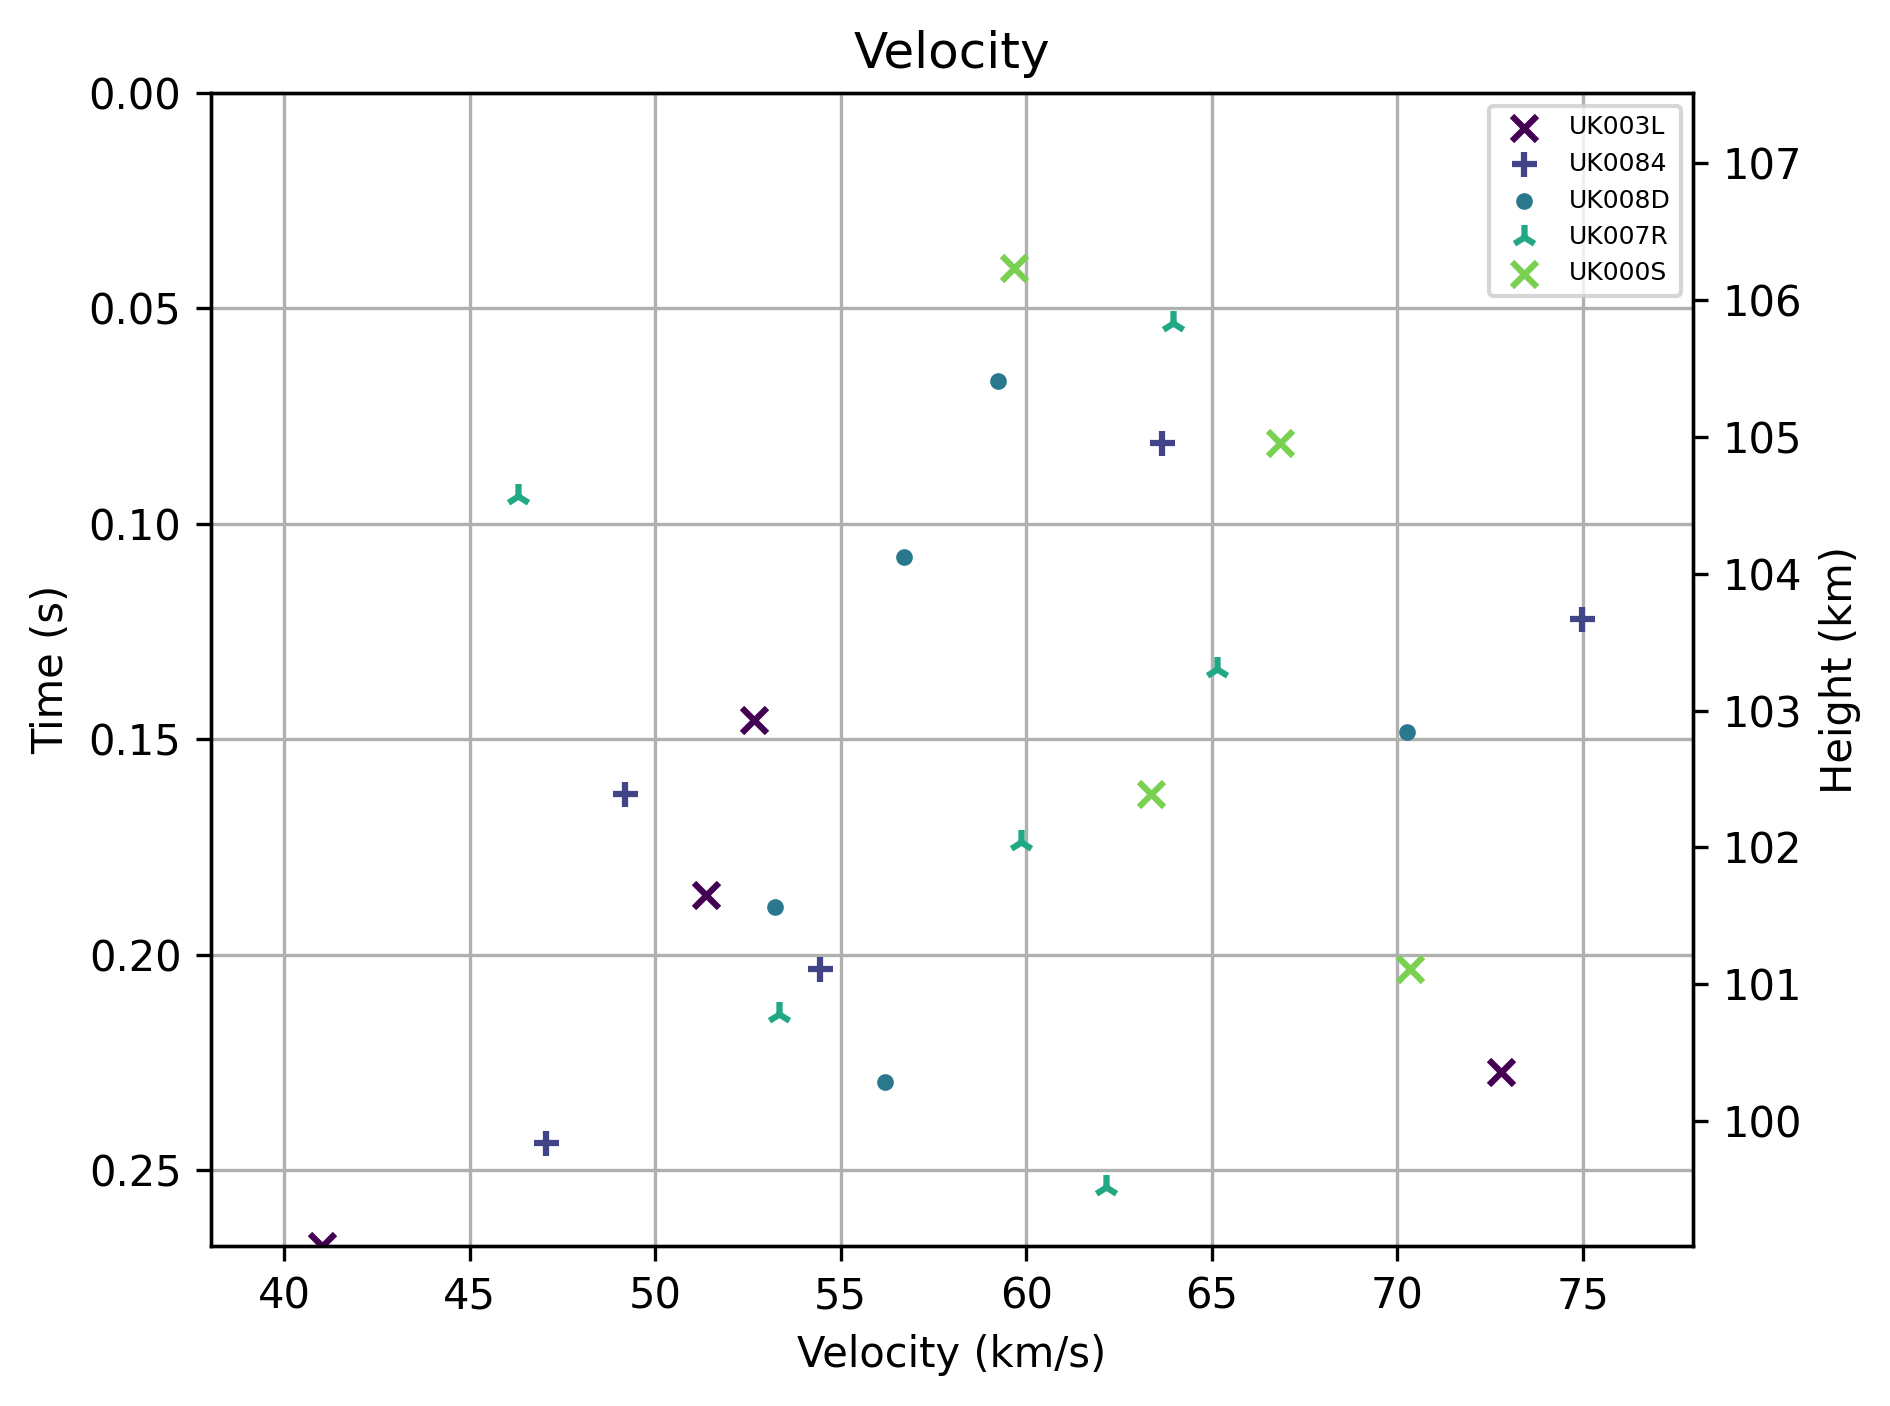 Velocity
0.00
0.05
0.10
0.15
0.20
0.25
Time (s)
UK003L
UK0084
UK008D
UK007R
UK000S
107
106
105
104
103
102
101
100
Height (km)
40 45 50 55 60 65 70 75
Velocity (km/s)